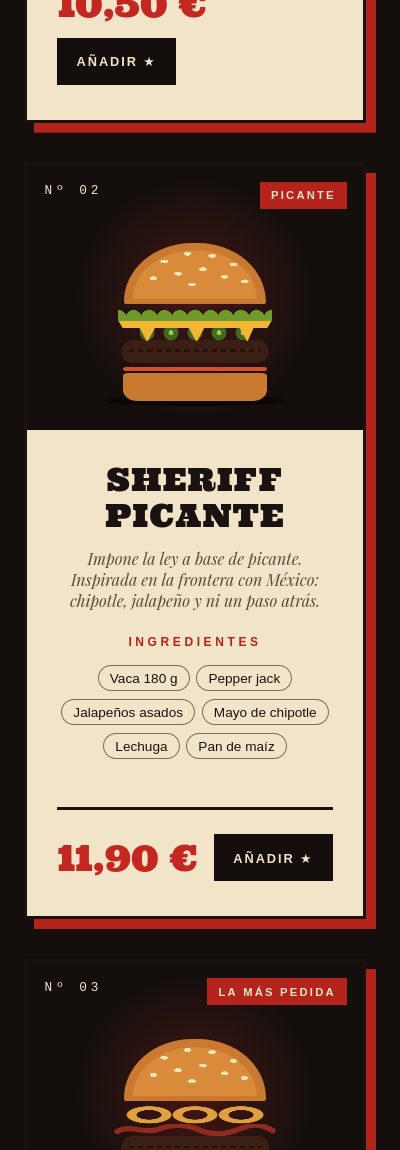 10,50 €
AÑADIR ★
Nº 02
PICANTE
SHERIFF
PICANTE
Impone la ley a base de picante.
Inspirada en la frontera con México:
chipotle, jalapeño y ni un paso atrás.
INGREDIENTES
Vaca 180 g
Pepper jack
Jalapeños asados
Mayo de chipotle
Lechuga
Pan de maíz
11,90 €
AÑADIR ★
Nº 03
LA MÁS PEDIDA